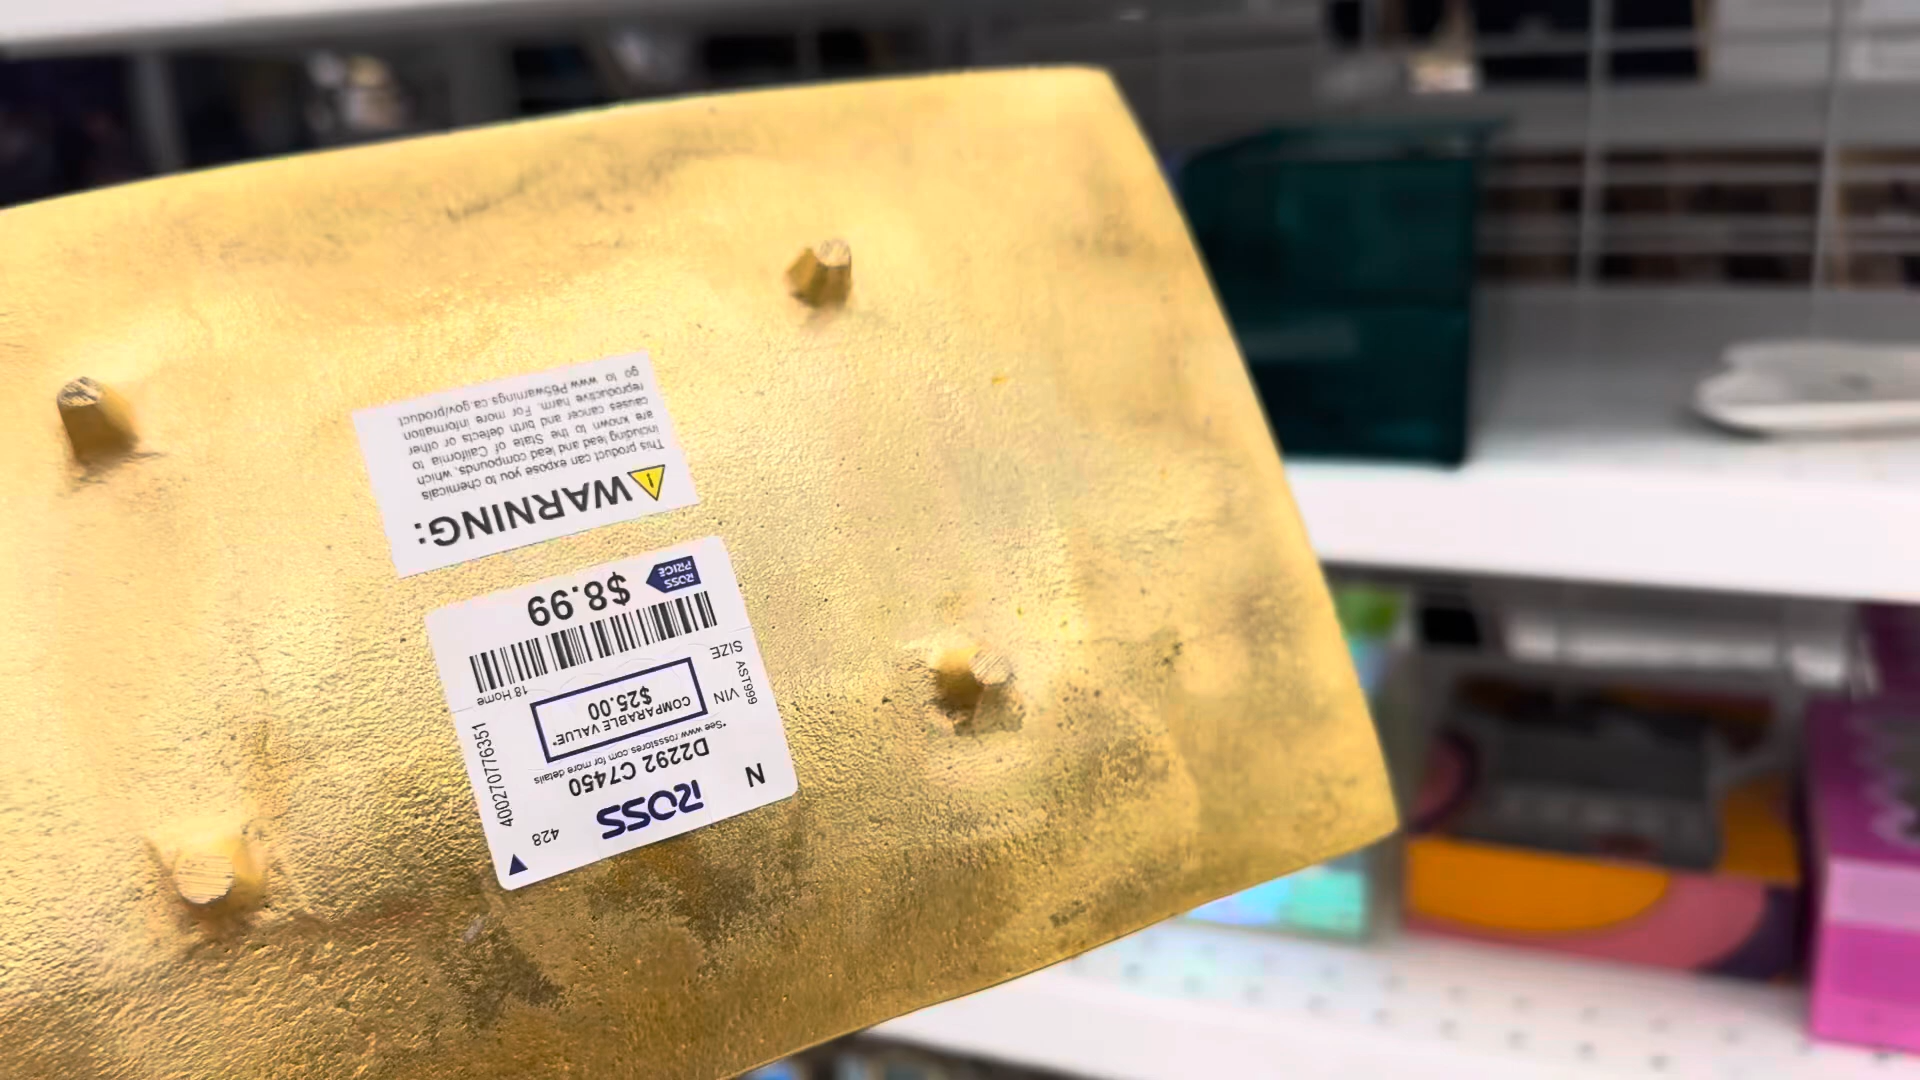 ROSS
N
428
D2292 C7450
*See www.rossstores.com for more details
COMPARABLE VALUE*
$25.00
400270776351
VIN
AST999
SIZE
18 Home
$8.99
ROSS
PRICE
WARNING:
This product can expose you to chemicals
including lead and lead compounds, which
are known to the State of California to
causes cancer and birth defects or other
reproductive harm. For more information
go to www.P65warnings.ca.gov/product